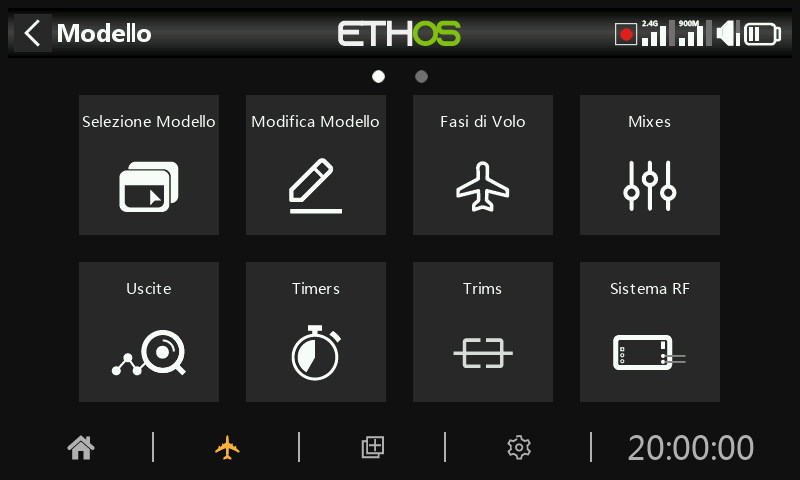 Modello
ETHOS
2.4G
900M
Selezione Modello
Modifica Modello
Fasi di Volo
Mixes
Uscite
Timers
Trims
Sistema RF
20:00:00